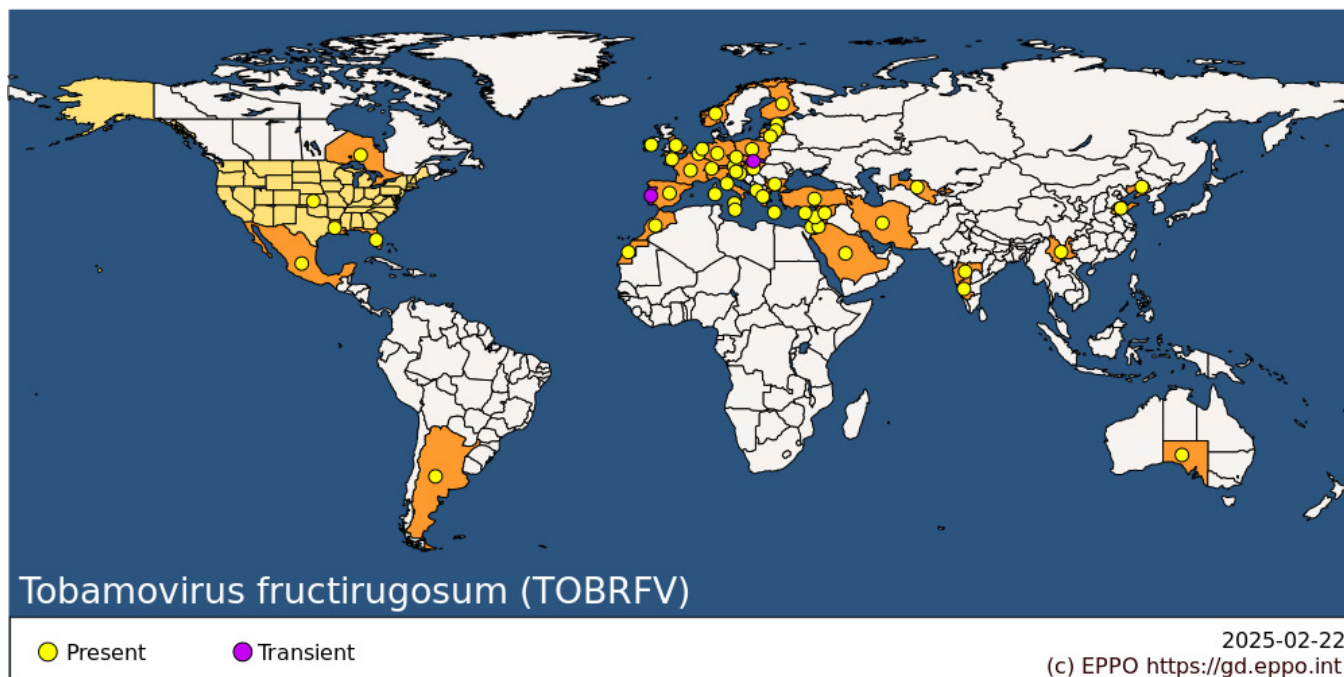 Tobamovirus fructirugosum (TOBRFV)
Present
Transient
2025-02-22
(c) EPPO https://gd.eppo.int